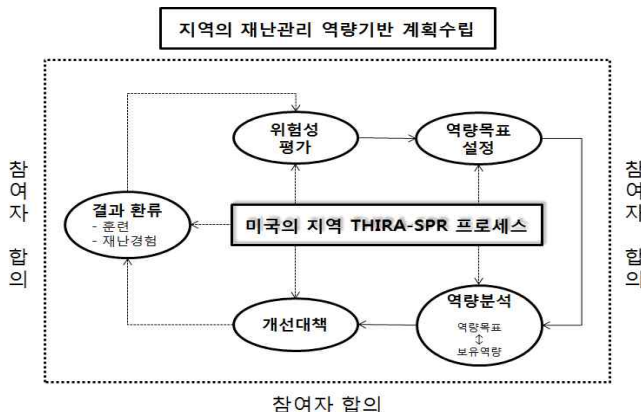 지역의 재난관리 역량기반 계획수립
위험성
평가
역량목표
설정
참
여
자
합
의
결과 환류
- 훈련
- 재난경험
미국의 지역 THIRA-SPR 프로세스
참
여
자
합
의
개선대책
역량분석
역량목표
↕
보유역량
참여자 합의